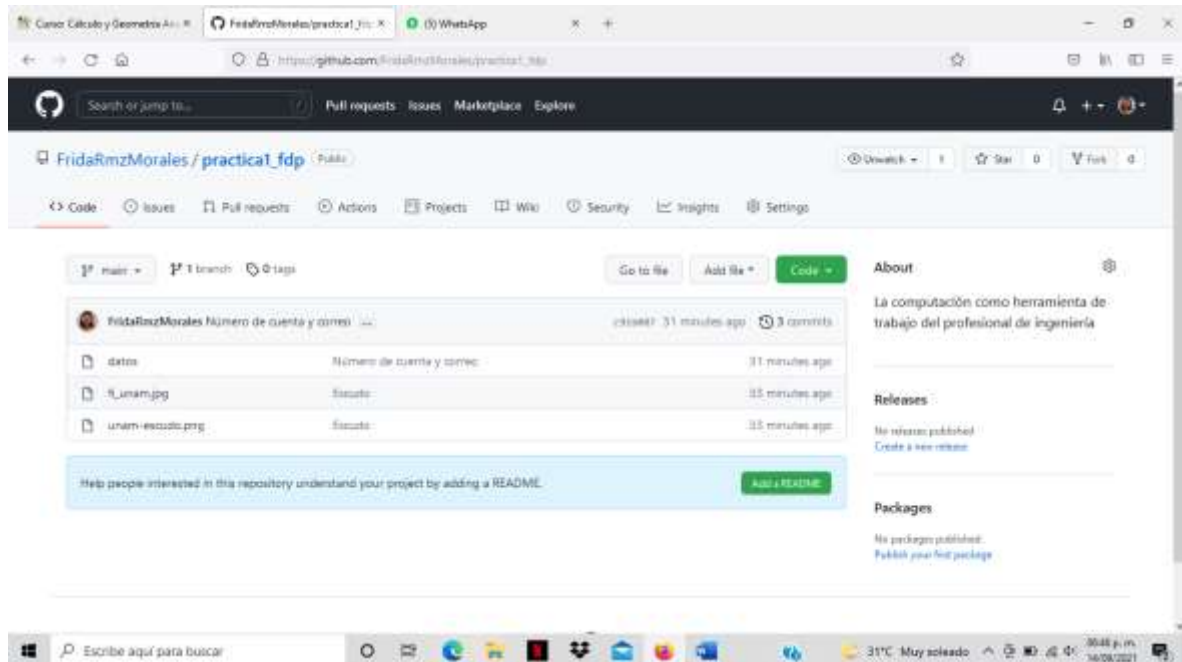 Curso: Cálculo y Geometría
FridaRmzMorales/practica1
(5) WhatsApp
Search or jump to...
Pull requests Issues Marketplace Explore
FridaRmzMorales / practica1_fdp Public
Unwatch 1 Star 0 Fork 0
Code Issues Pull requests Actions Projects Wiki Security Insights Settings
main 1 branch 0 tags
Go to file Add file Code
FridaRmzMorales Número de cuenta y correo ... 31 minutes ago 3 commits
datos Número de cuenta y correo 31 minutes ago
fi_unam.jpg Escudo 33 minutes ago
unam-escudo.png Escudo 33 minutes ago
Help people interested in this repository understand your project by adding a README. Add a README
About
La computación como herramienta de
trabajo del profesional de ingeniería
Releases
No releases published
Create a new release
Packages
No packages published
Publish your first package
Escribe aquí para buscar
31°C Muy soleado